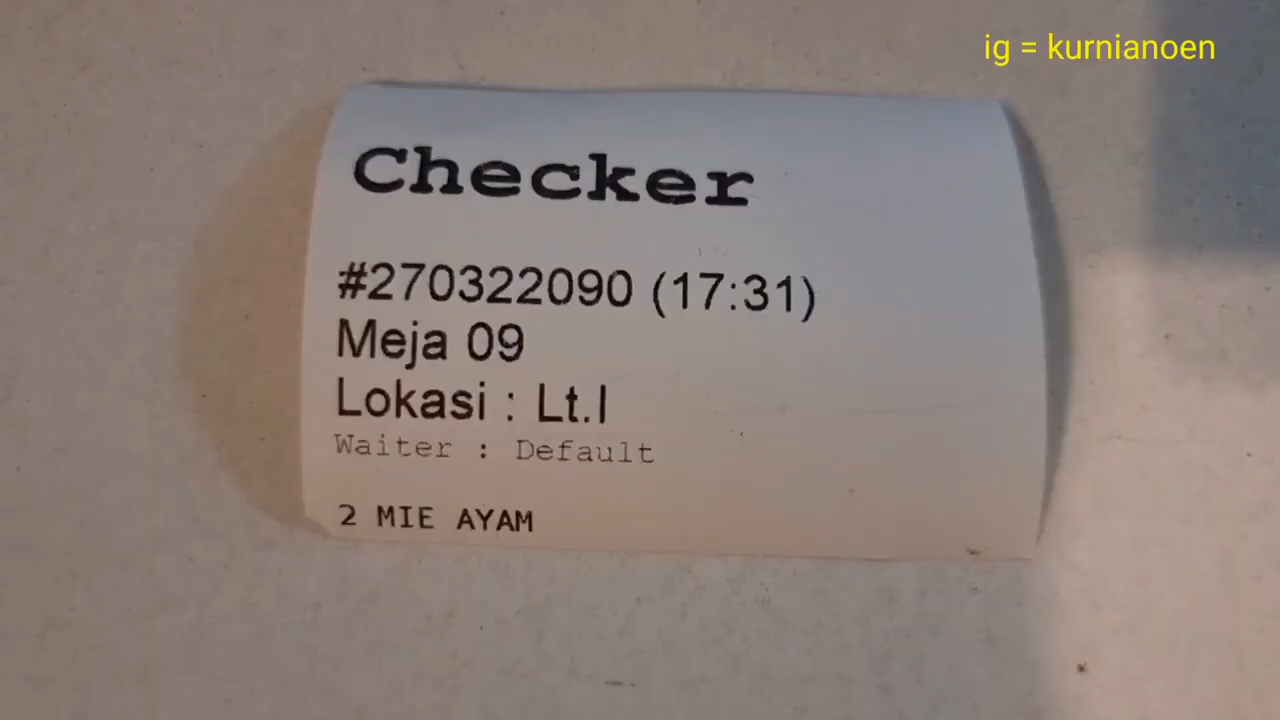 ig = kurnianoen
Checker
#270322090 (17:31)
Meja 09
Lokasi : Lt.I
Waiter : Default
2 MIE AYAM